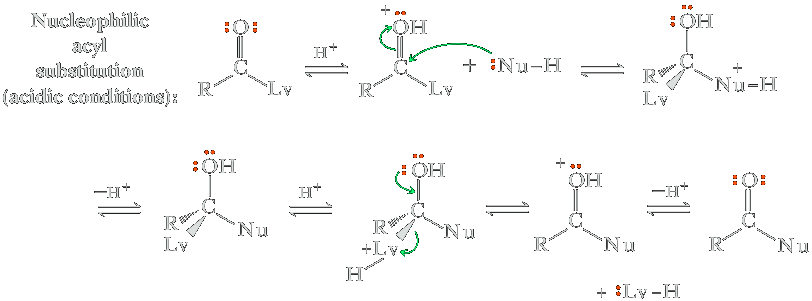 Nucleophilic
acyl
substitution
(acidic conditions):
O
C
R
Lv
H+
+
OH
C
R
Lv
+ :Nu–H
OH
C
R
Lv
+
Nu–H
–H+
OH
C
R
Lv
Nu
H+
OH
C
R
+Lv
H
Nu
+
OH
C
R
Nu
+ :Lv–H
–H+
O
C
R
Nu